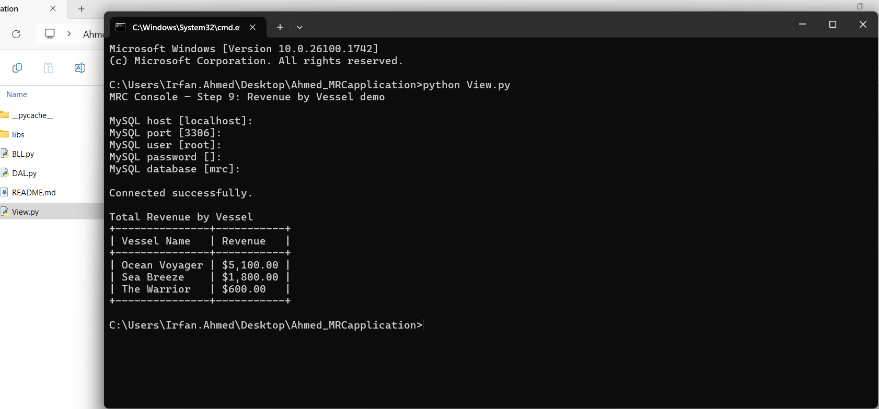 ation
C:\Windows\System32\cmd.e
Ahme
Name
__pycache__
libs
BLL.py
DAL.py
README.md
View.py
Microsoft Windows [Version 10.0.26100.1742]
(c) Microsoft Corporation. All rights reserved.
C:\Users\Irfan.Ahmed\Desktop\Ahmed_MRCapplication>python View.py
MRC Console — Step 9: Revenue by Vessel demo
MySQL host [localhost]:
MySQL port [3306]:
MySQL user [root]:
MySQL password []:
MySQL database [mrc]:
Connected successfully.
Total Revenue by Vessel
+---------------+-----------+
| Vessel Name   | Revenue   |
+---------------+-----------+
| Ocean Voyager | $5,100.00 |
| Sea Breeze    | $1,800.00 |
| The Warrior   | $600.00   |
+---------------+-----------+
C:\Users\Irfan.Ahmed\Desktop\Ahmed_MRCapplication>